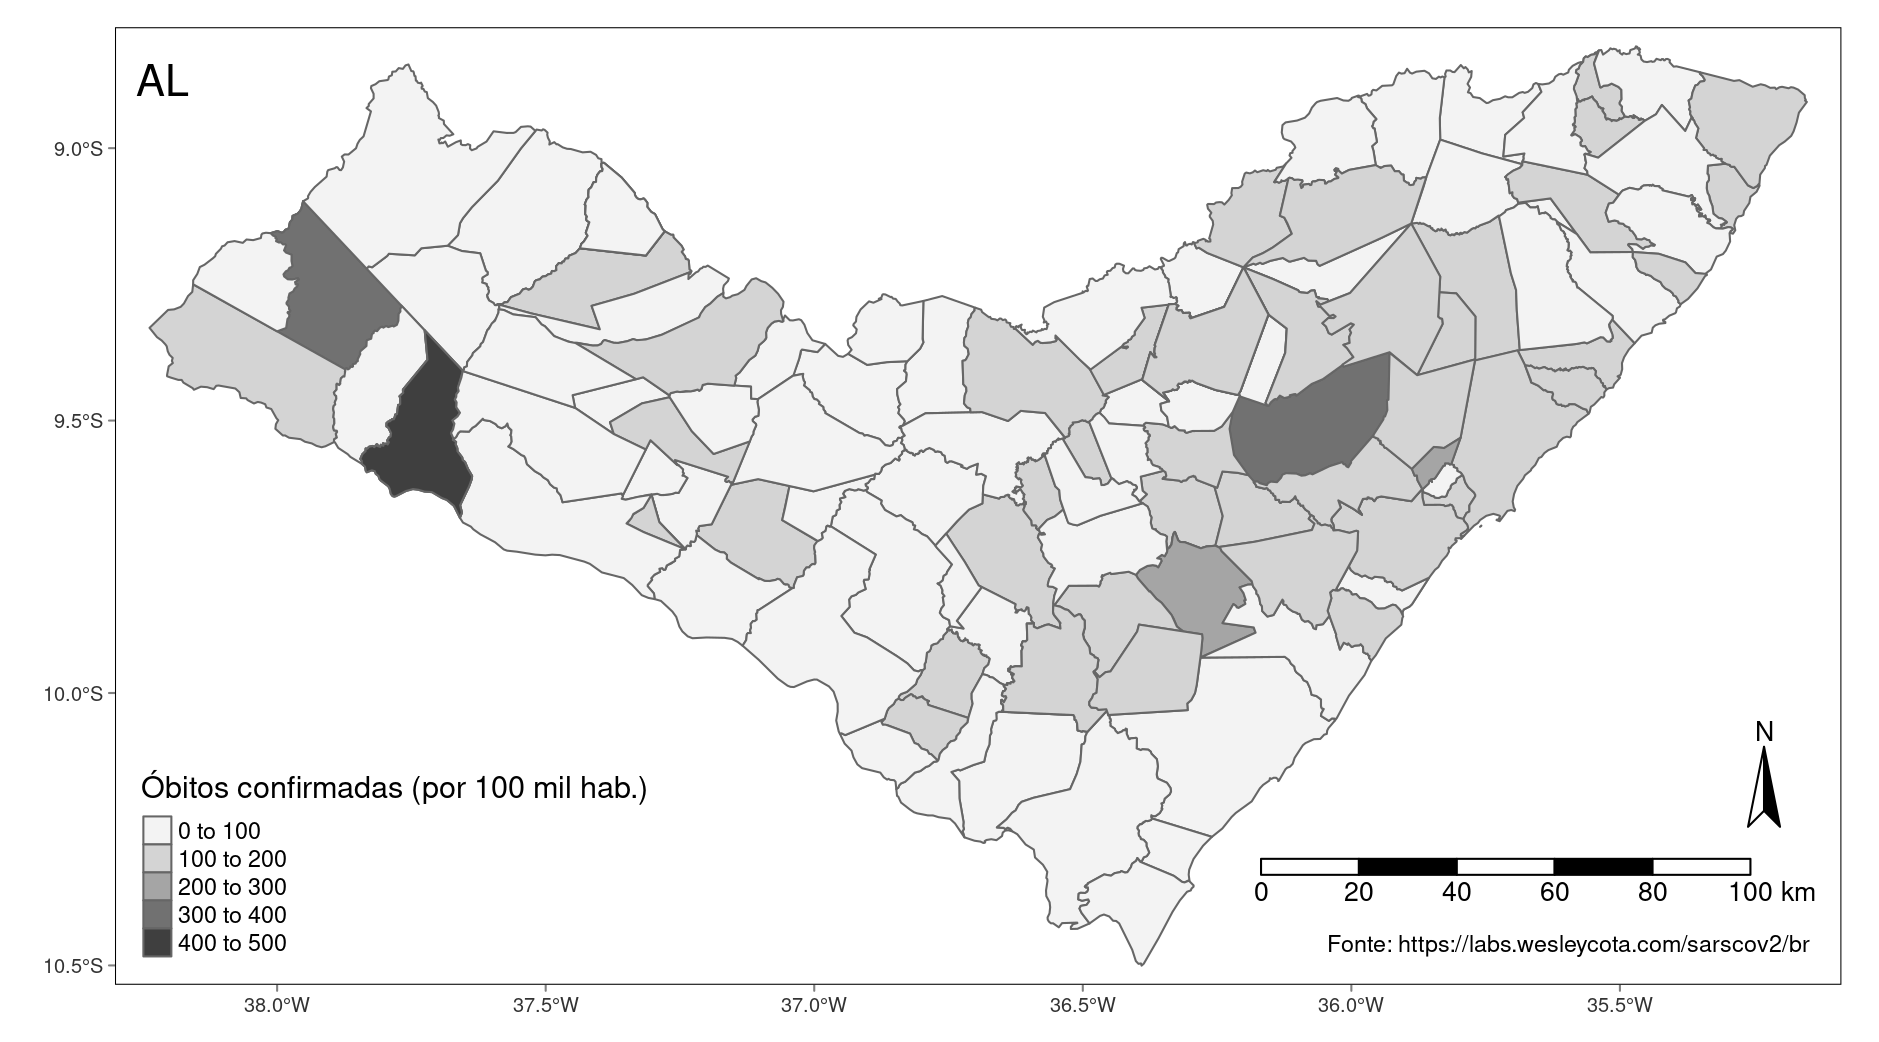 AL
9.0°S
9.5°S
10.0°S
10.5°S
Óbitos confirmadas (por 100 mil hab.)
0 to 100
100 to 200
200 to 300
300 to 400
400 to 500
N
0 20 40 60 80 100 km
Fonte: https://labs.wesleycota.com/sarscov2/br
38.0°W 37.5°W 37.0°W 36.5°W 36.0°W 35.5°W